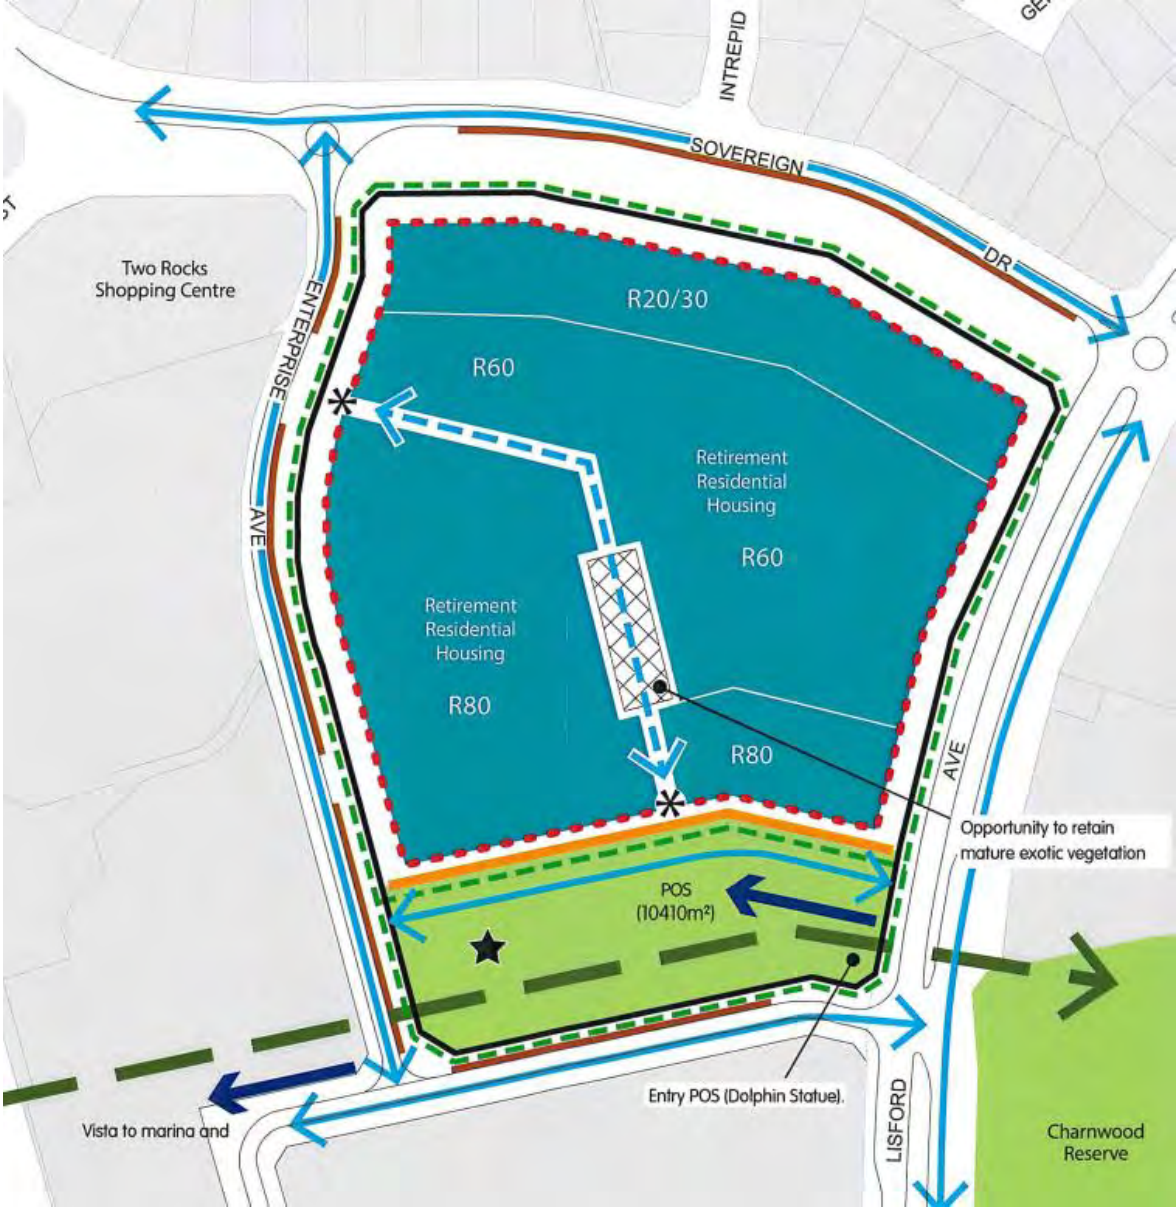 INTREPID
GE
SOVEREIGN
DR
ST
Two Rocks
Shopping Centre
ENTERPRISE
AVE
R20/30
R60
Retirement
Residential
Housing
R60
Retirement
Residential
Housing
R80
R80
AVE
Opportunity to retain
mature exotic vegetation
POS
(10410m²)
Entry POS (Dolphin Statue).
Vista to marina and
LISFORD
Charnwood
Reserve